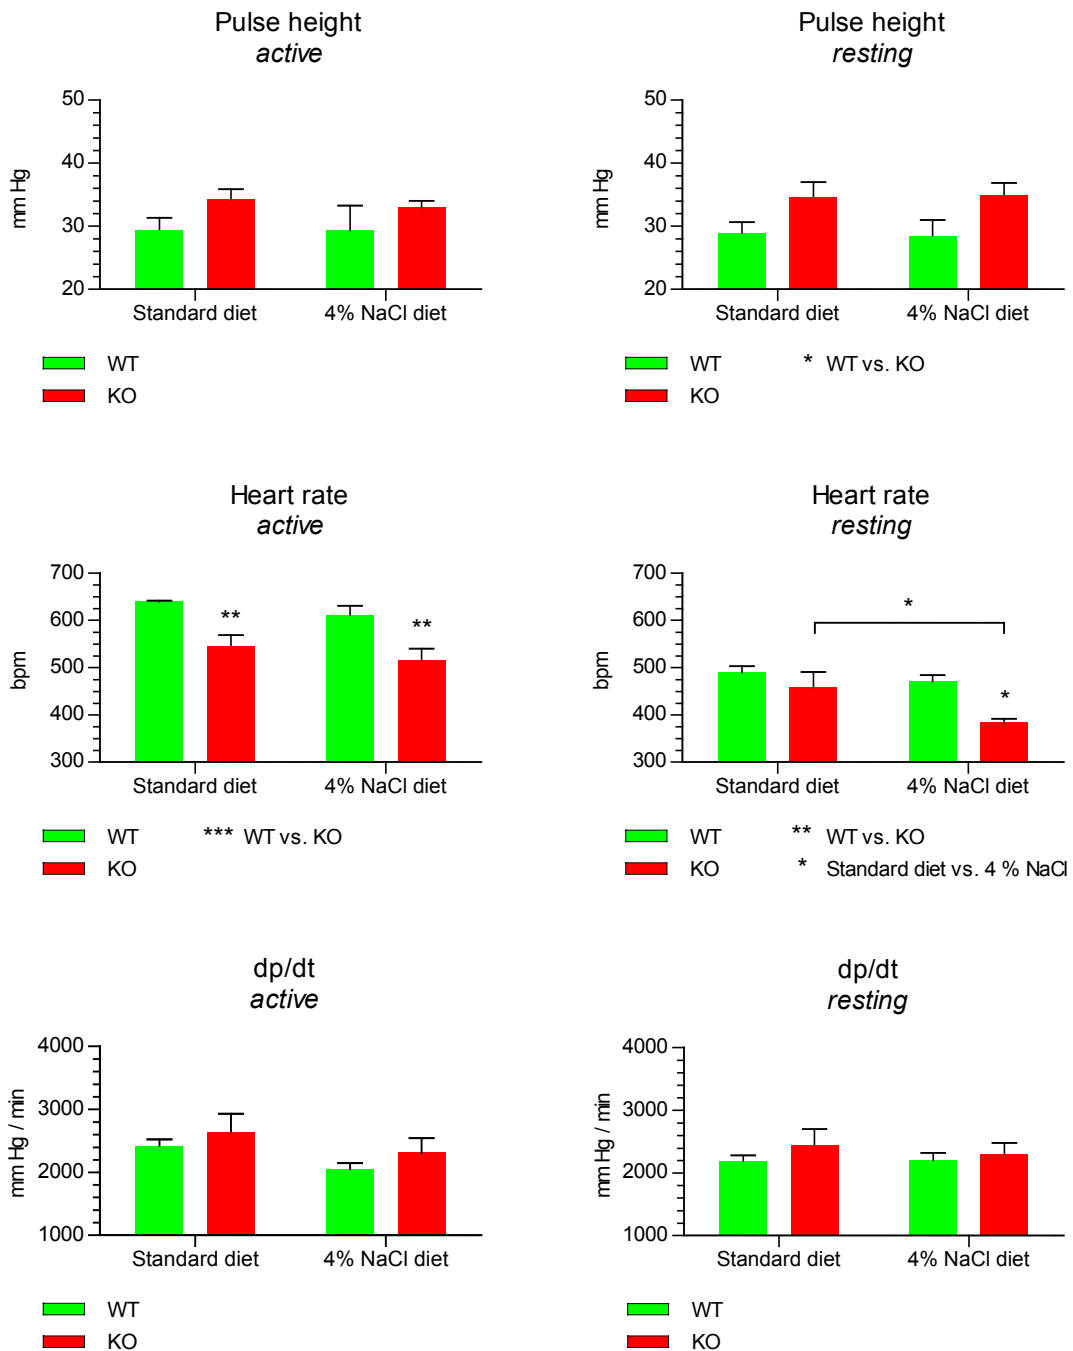 Pulse height
active
mm Hg
50
40
30
20
Standard diet
4% NaCl diet
WT
KO
Pulse height
resting
mm Hg
50
40
30
20
Standard diet
4% NaCl diet
WT
* WT vs. KO
KO
Heart rate
active
bpm
700
600
500
400
300
**
**
Standard diet
4% NaCl diet
WT
*** WT vs. KO
KO
Heart rate
resting
bpm
700
600
500
400
300
*
*
Standard diet
4% NaCl diet
WT
** WT vs. KO
KO
* Standard diet vs. 4 % NaCl
dp/dt
active
mm Hg / min
4000
3000
2000
1000
Standard diet
4% NaCl diet
WT
KO
dp/dt
resting
mm Hg / min
4000
3000
2000
1000
Standard diet
4% NaCl diet
WT
KO